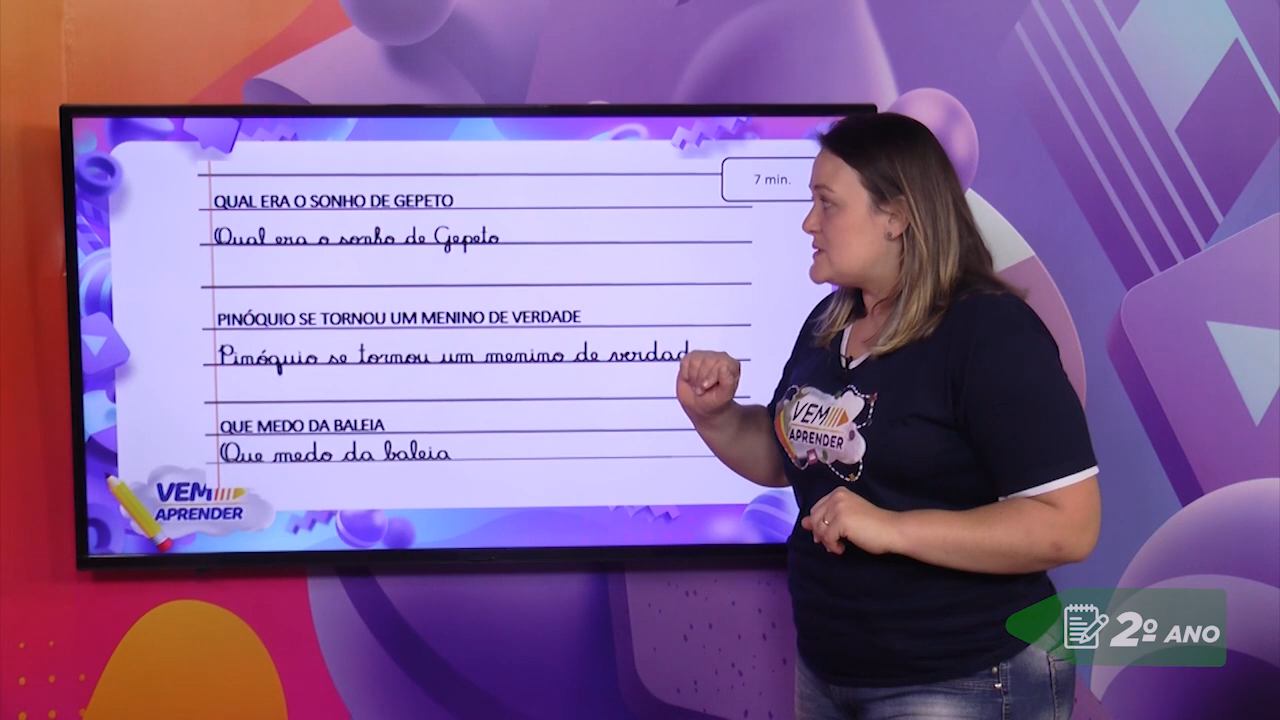 7 min.
QUAL ERA O SONHO DE GEPETO
Qual era o sonho de Gepeto
PINÓQUIO SE TORNOU UM MENINO DE VERDADE
Pinóquio se tornou um menino de verdad
QUE MEDO DA BALEIA
Que medo da baleia
VEM
APRENDER
VEM
APRENDER
2º ANO